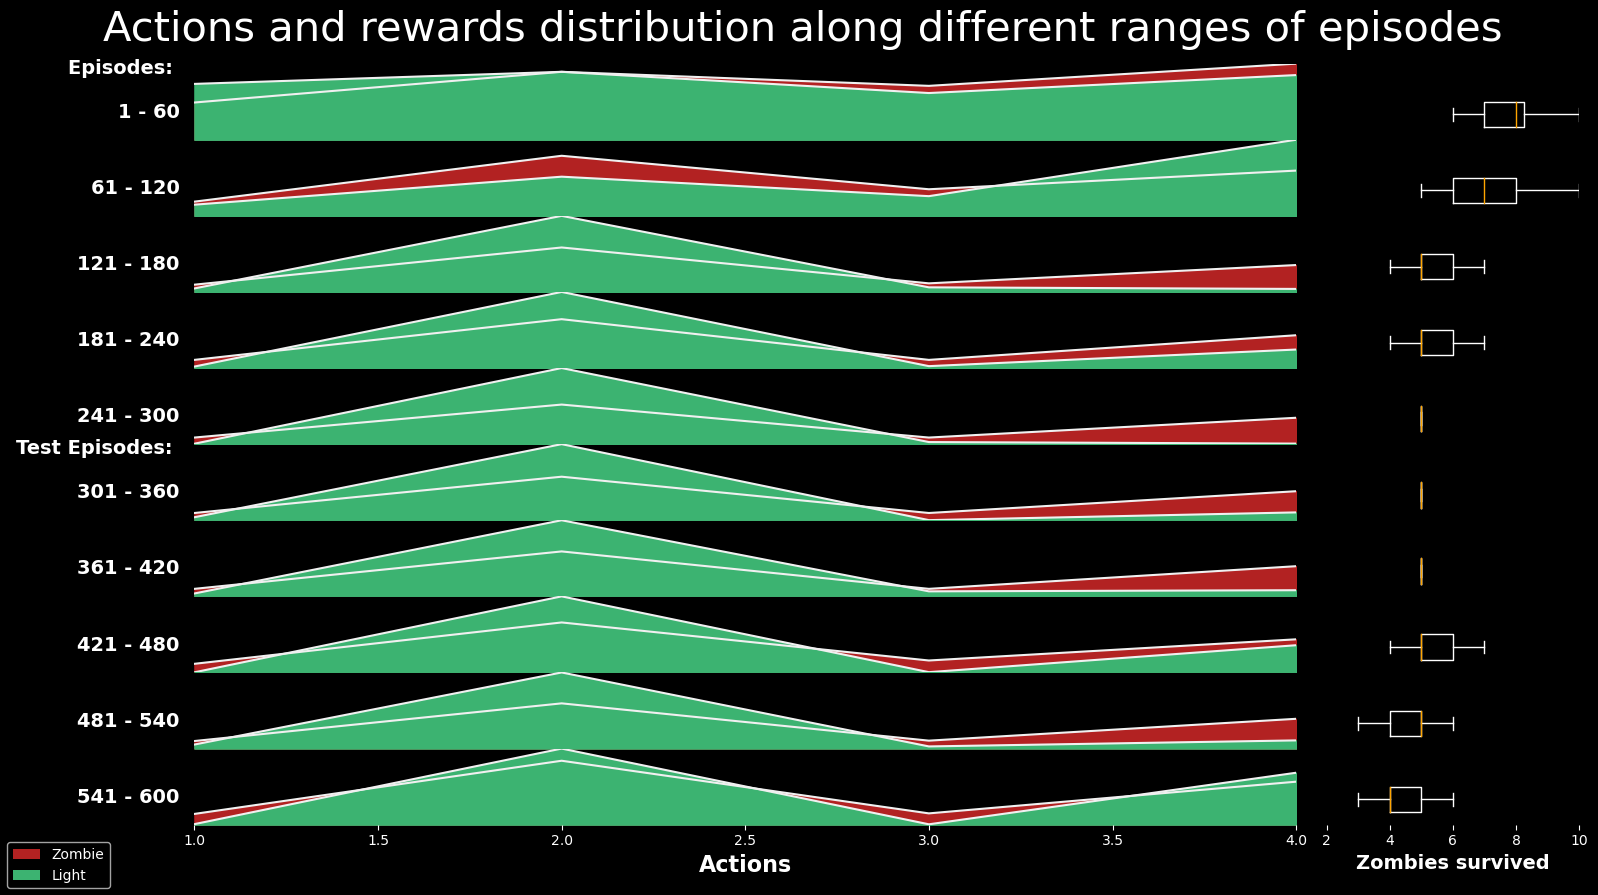 Actions and rewards distribution along different ranges of episodes
Episodes:
1 - 60
61 - 120
121 - 180
181 - 240
241 - 300
Test Episodes:
301 - 360
361 - 420
421 - 480
481 - 540
541 - 600
1.0 1.5 2.0 2.5 3.0 3.5 4.0 2 4 6 8 10
Actions
Zombies survived
Zombie
Light